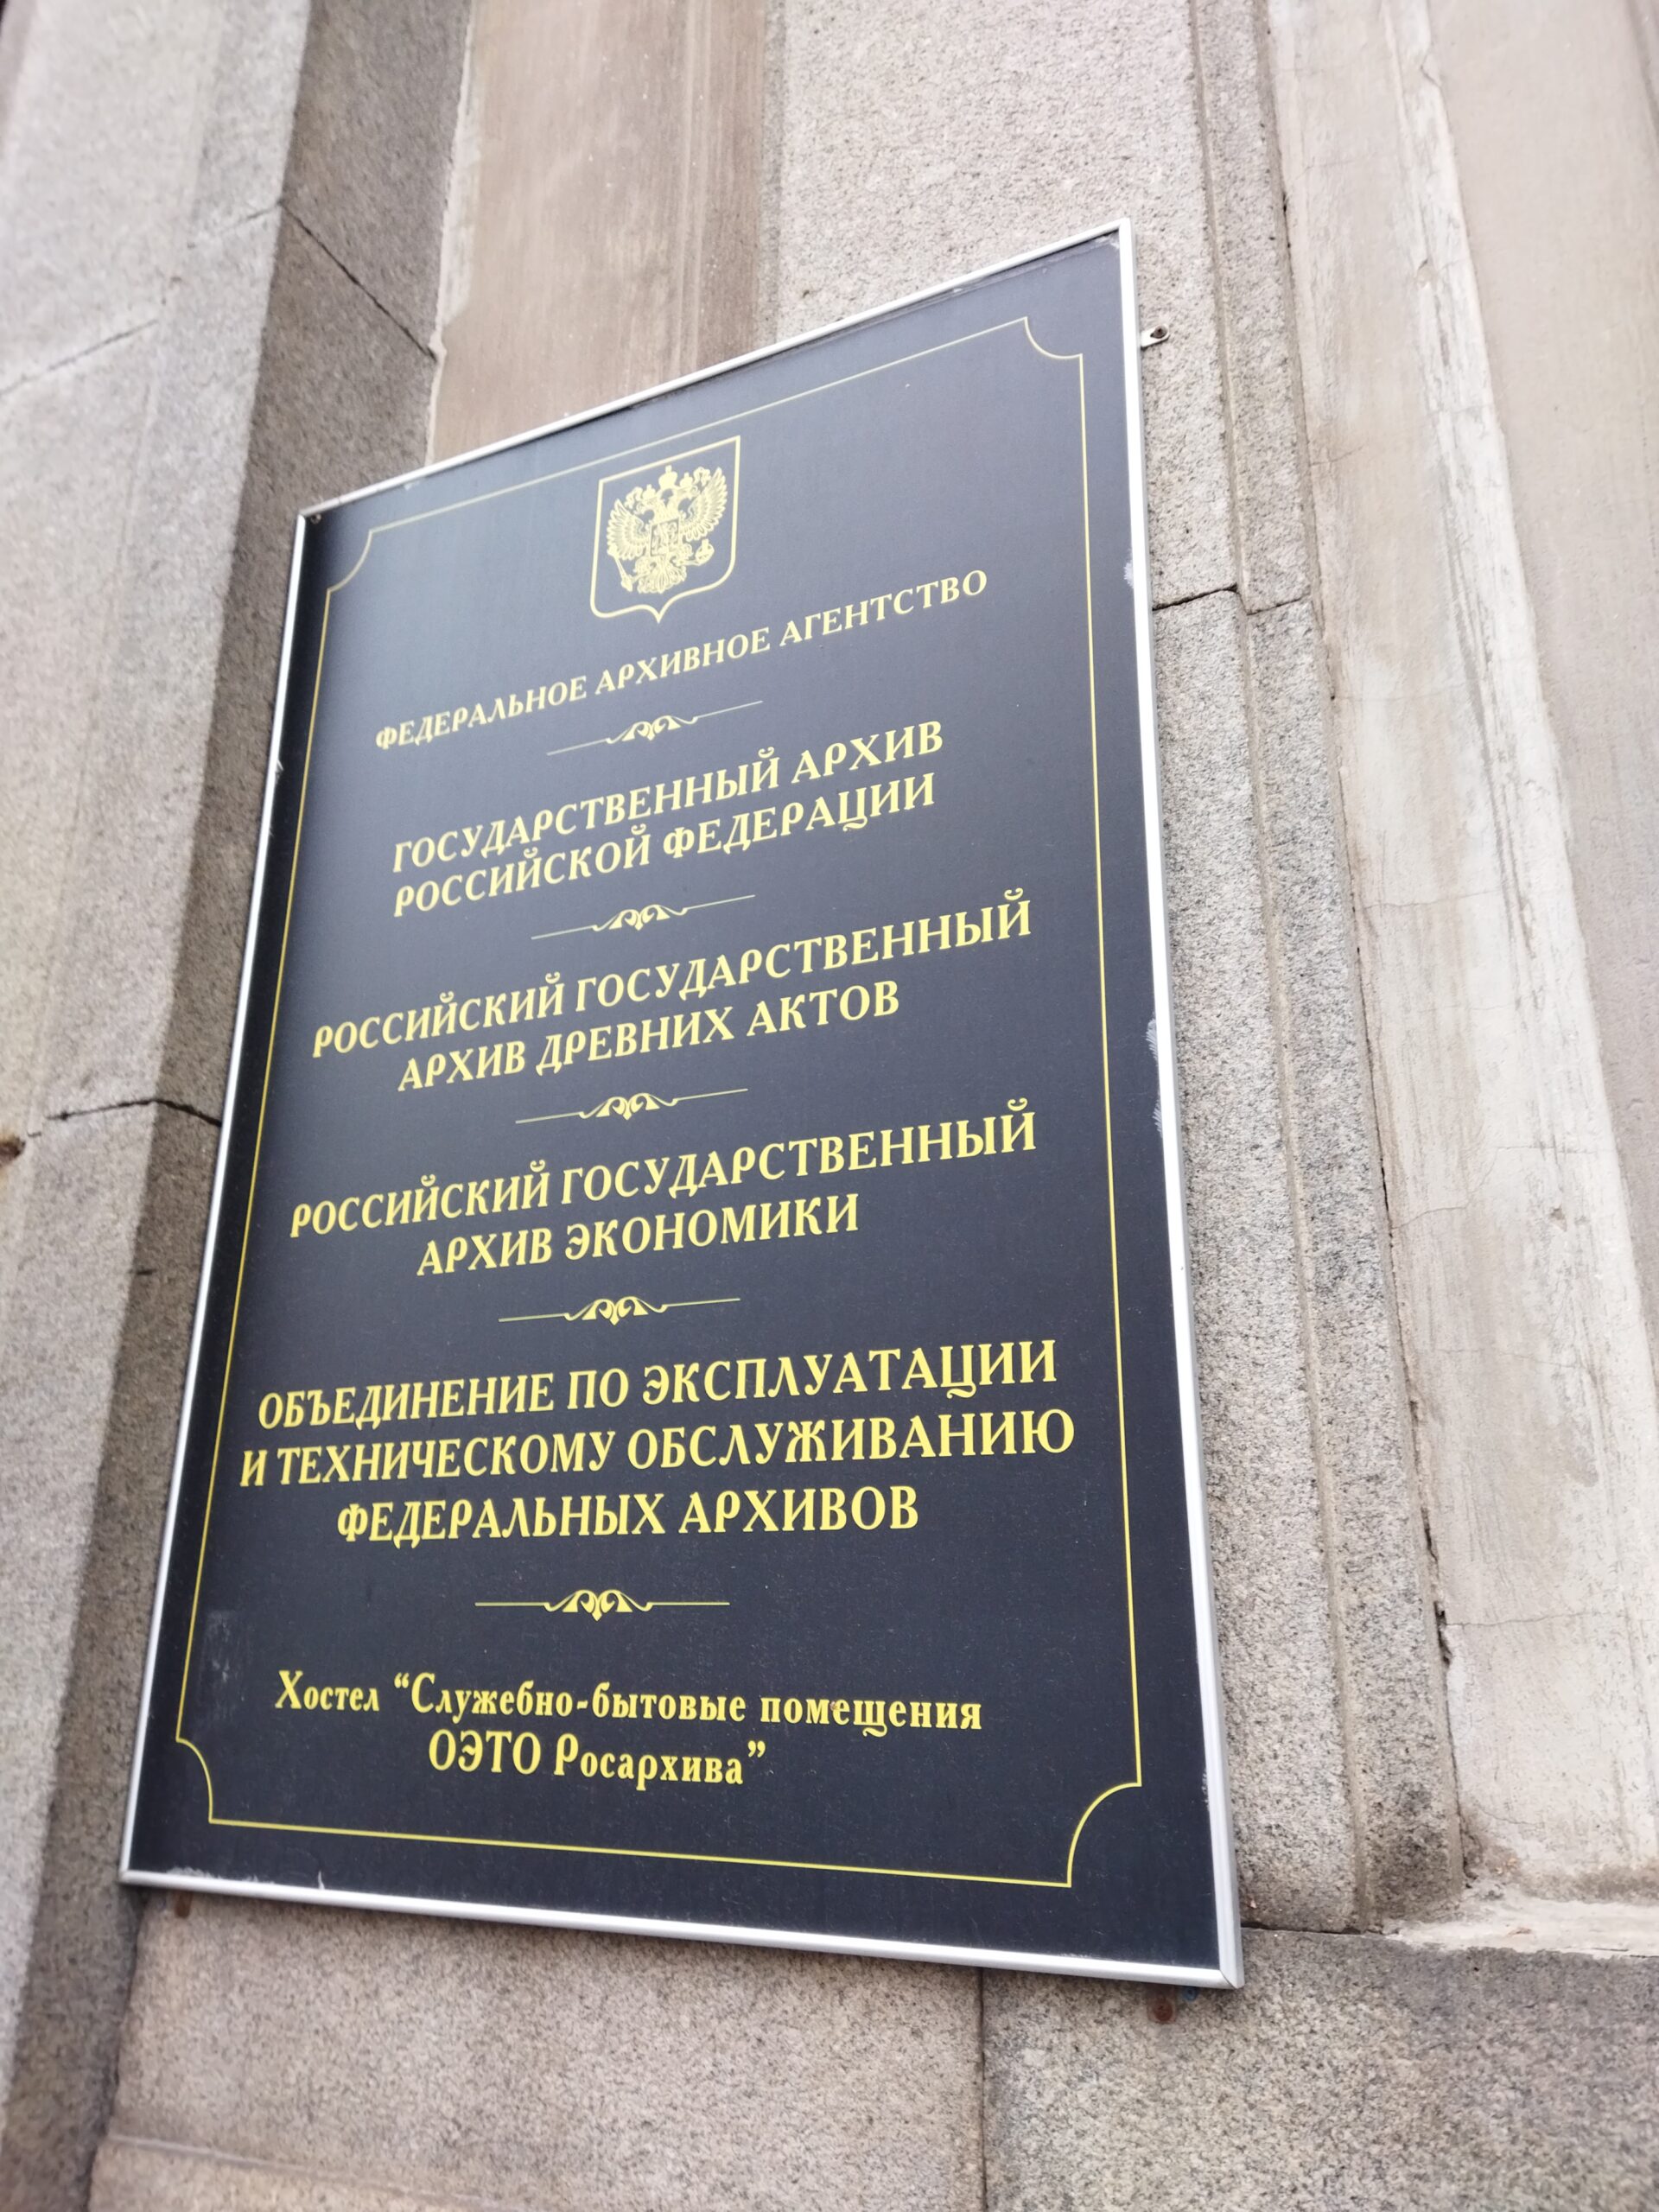 ФЕДЕРАЛЬНОЕ АРХИВНОЕ АГЕНТСТВО
ГОСУДАРСТВЕННЫЙ АРХИВ
РОССИЙСКОЙ ФЕДЕРАЦИИ
РОССИЙСКИЙ ГОСУДАРСТВЕННЫЙ
АРХИВ ДРЕВНИХ АКТОВ
РОССИЙСКИЙ ГОСУДАРСТВЕННЫЙ
АРХИВ ЭКОНОМИКИ
ОБЪЕДИНЕНИЕ ПО ЭКСПЛУАТАЦИИ
И ТЕХНИЧЕСКОМУ ОБСЛУЖИВАНИЮ
ФЕДЕРАЛЬНЫХ АРХИВОВ
Хостел “Служебно-бытовые помещения
ОЭТО Росархива”